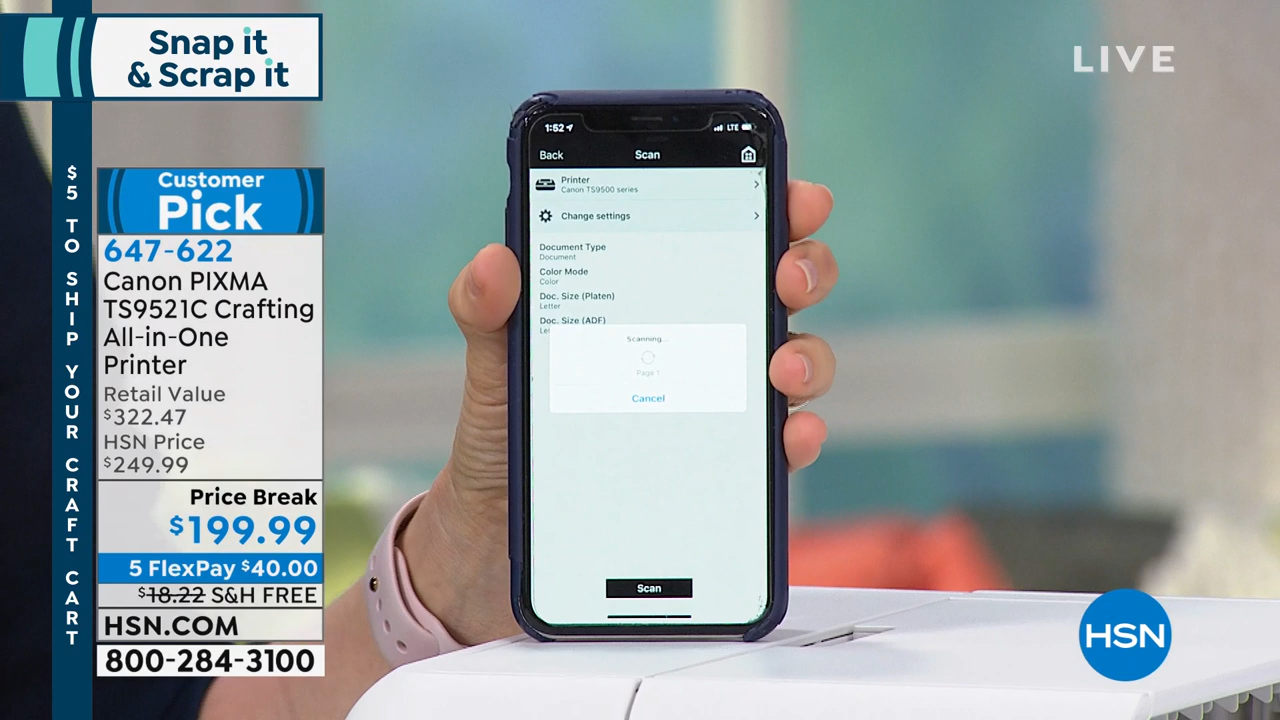 Snap it
& Scrap it
LIVE
$5 TO SHIP YOUR CRAFT CART
Customer
Pick
647-622
Canon PIXMA
TS9521C Crafting
All-in-One
Printer
Retail Value
$322.47
HSN Price
$249.99
Price Break
$199.99
5 FlexPay $40.00
$18.22 S&H FREE
HSN.COM
800-284-3100
1:52
LTE
Back
Scan
Printer
Canon TS9500 series
Change settings
Document Type
Document
Color Mode
Color
Doc. Size (Platen)
Letter
Doc. Size (ADF)
Scanning...
Page 1
Cancel
Scan
HSN